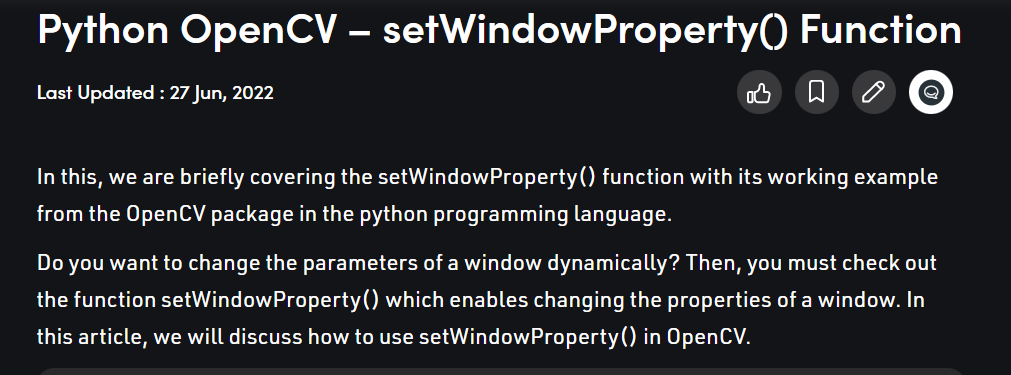 Python OpenCV – setWindowProperty() Function
Last Updated : 27 Jun, 2022
In this, we are briefly covering the setWindowProperty() function with its working example
from the OpenCV package in the python programming language.
Do you want to change the parameters of a window dynamically? Then, you must check out
the function setWindowProperty() which enables changing the properties of a window. In
this article, we will discuss how to use setWindowProperty() in OpenCV.